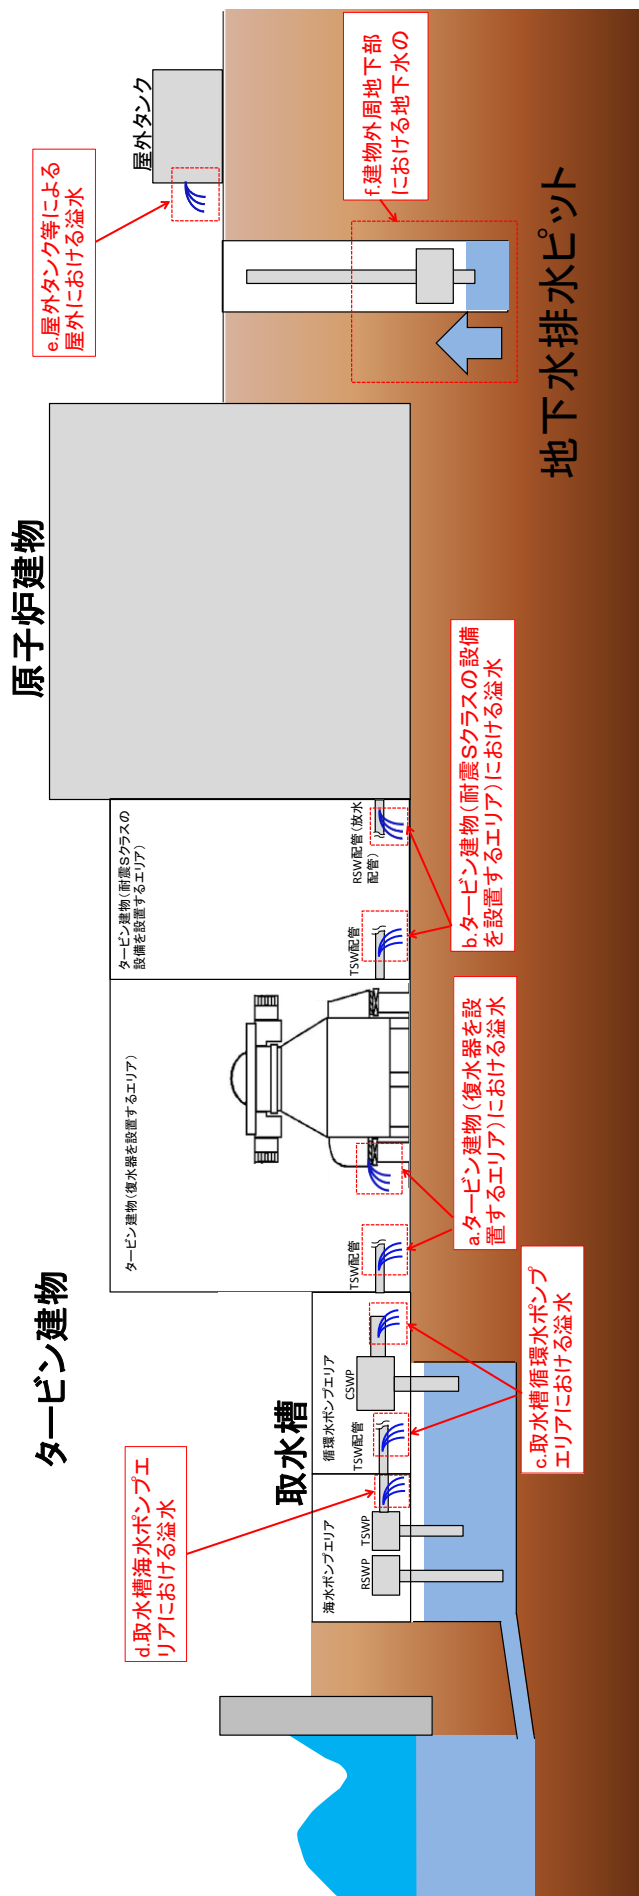 原子炉建物
タービン建物
取水槽
地下水排水ピット
屋外タンク
e.屋外タンク等による
屋外における溢水
f.建物外周地下部
における地下水の
タービン建物(耐震Sクラスの
設備を設置するエリア)
RSW配管(放水
配管)
TSW配管
b.タービン建物(耐震Sクラスの設備
を設置するエリア)における溢水
タービン建物(復水器を設置するエリア)
TSW配管
a.タービン建物(復水器を設
置するエリア)における溢水
循環水ポンプエリア
CSWP
TSW配管
c.取水槽循環水ポンプ
エリアにおける溢水
海水ポンプエリア
TSWP
RSWP
d.取水槽海水ポンプエ
リアにおける溢水